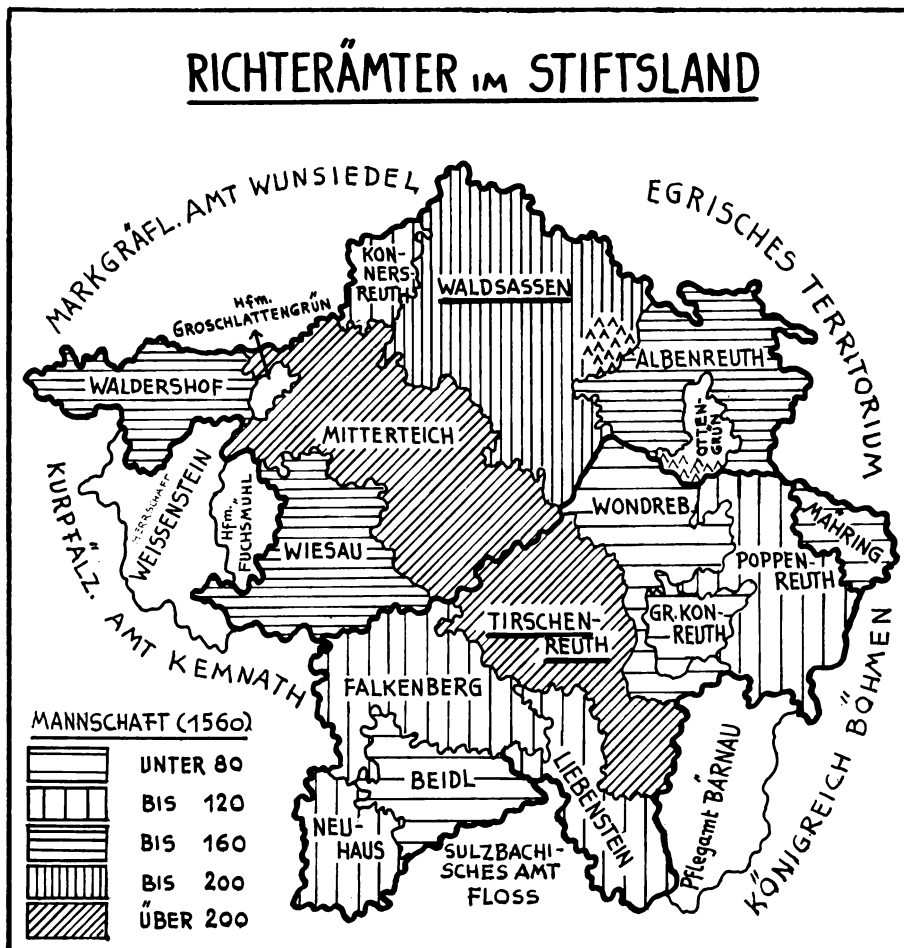 RICHTERÄMTER IM STIFTSLAND
MARKGRÄFL. AMT WUNSIEDEL
EGRISCHES TERRITORIUM
KON-
NERS-
REUTH
WALDSASSEN
Hfm.
GROSCHLATTENGRÜN
ALBENREUTH
WALDERSHOF
OTTEN-
GRÜN
MITTERTEICH
KURPFÄLZ. AMT KEMNATH
HERRSCHAFT
WEISSENSTEIN
Hfm.
FUCHSMÜHL
WIESAU
WONDREB
MÄHRING
POPPEN-
REUTH
TIRSCHEN-
REUTH
GR. KON-
REUTH
FALKENBERG
KÖNIGREICH BÖHMEN
LIEBENSTEIN
BEIDL
NEU-
HAUS
SULZBACHI-
SCHES AMT
FLOSS
Pflegamt BÄRNAU
MANNSCHAFT (1560)
UNTER 80
BIS 120
BIS 160
BIS 200
ÜBER 200